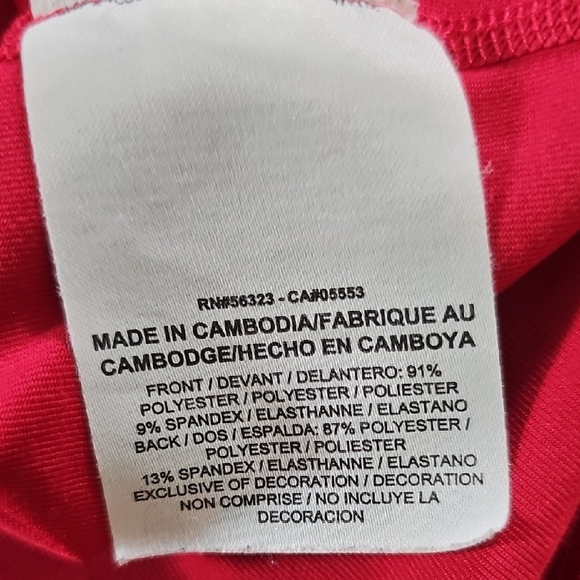 RN#56323 - CA#05553
MADE IN CAMBODIA/FABRIQUE AU
CAMBODGE/HECHO EN CAMBOYA
FRONT / DEVANT / DELANTERO: 91%
POLYESTER / POLYESTER / POLIESTER
9% SPANDEX / ELASTHANNE / ELASTANO
BACK / DOS / ESPALDA: 87% POLYESTER /
POLYESTER / POLIESTER
13% SPANDEX / ELASTHANNE / ELASTANO
EXCLUSIVE OF DECORATION / DECORATION
NON COMPRISE / NO INCLUYE LA
DECORACION